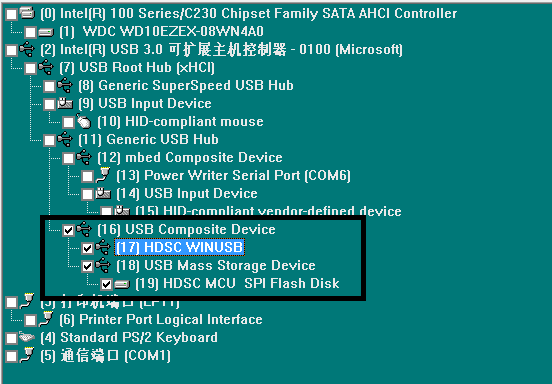 (0) Intel(R) 100 Series/C230 Chipset Family SATA AHCI Controller
(1) WDC WD10EZEX-08WN4A0
(2) Intel(R) USB 3.0 可扩展主机控制器 - 0100 (Microsoft)
(7) USB Root Hub (xHCI)
(8) Generic SuperSpeed USB Hub
(9) USB Input Device
(10) HID-compliant mouse
(11) Generic USB Hub
(12) mbed Composite Device
(13) Power Writer Serial Port (COM6)
(14) USB Input Device
(15) HID-compliant vendor-defined device
(16) USB Composite Device
(17) HDSC WINUSB
(18) USB Mass Storage Device
(19) HDSC MCU SPI Flash Disk
(3) 打印机端口 (LPT1)
(6) Printer Port Logical Interface
(4) Standard PS/2 Keyboard
(5) 通信端口 (COM1)